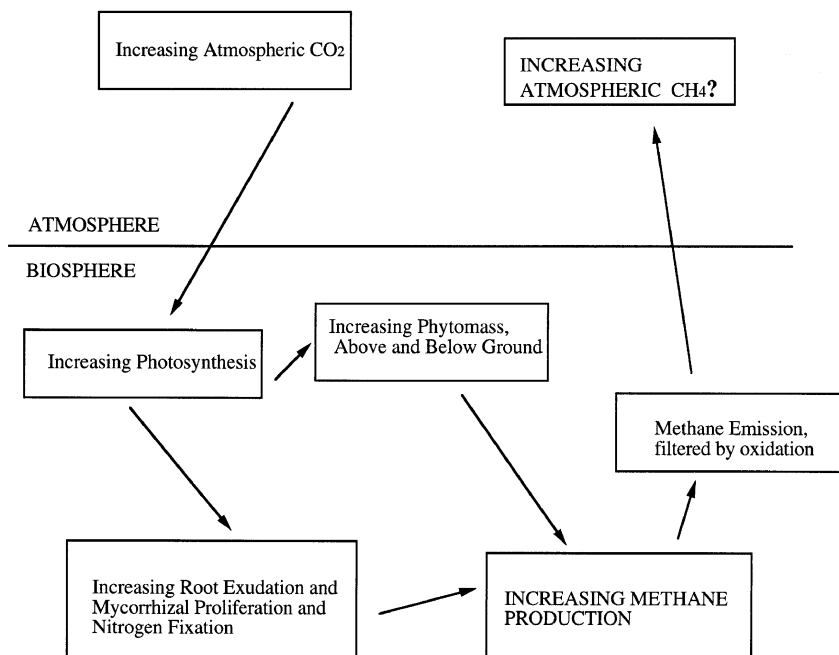 Increasing Atmospheric CO2
INCREASING
ATMOSPHERIC CH4?
ATMOSPHERE
BIOSPHERE
Increasing Photosynthesis
Increasing Phytomass,
Above and Below Ground
Methane Emission,
filtered by oxidation
Increasing Root Exudation and
Mycorrhizal Proliferation and
Nitrogen Fixation
INCREASING METHANE
PRODUCTION